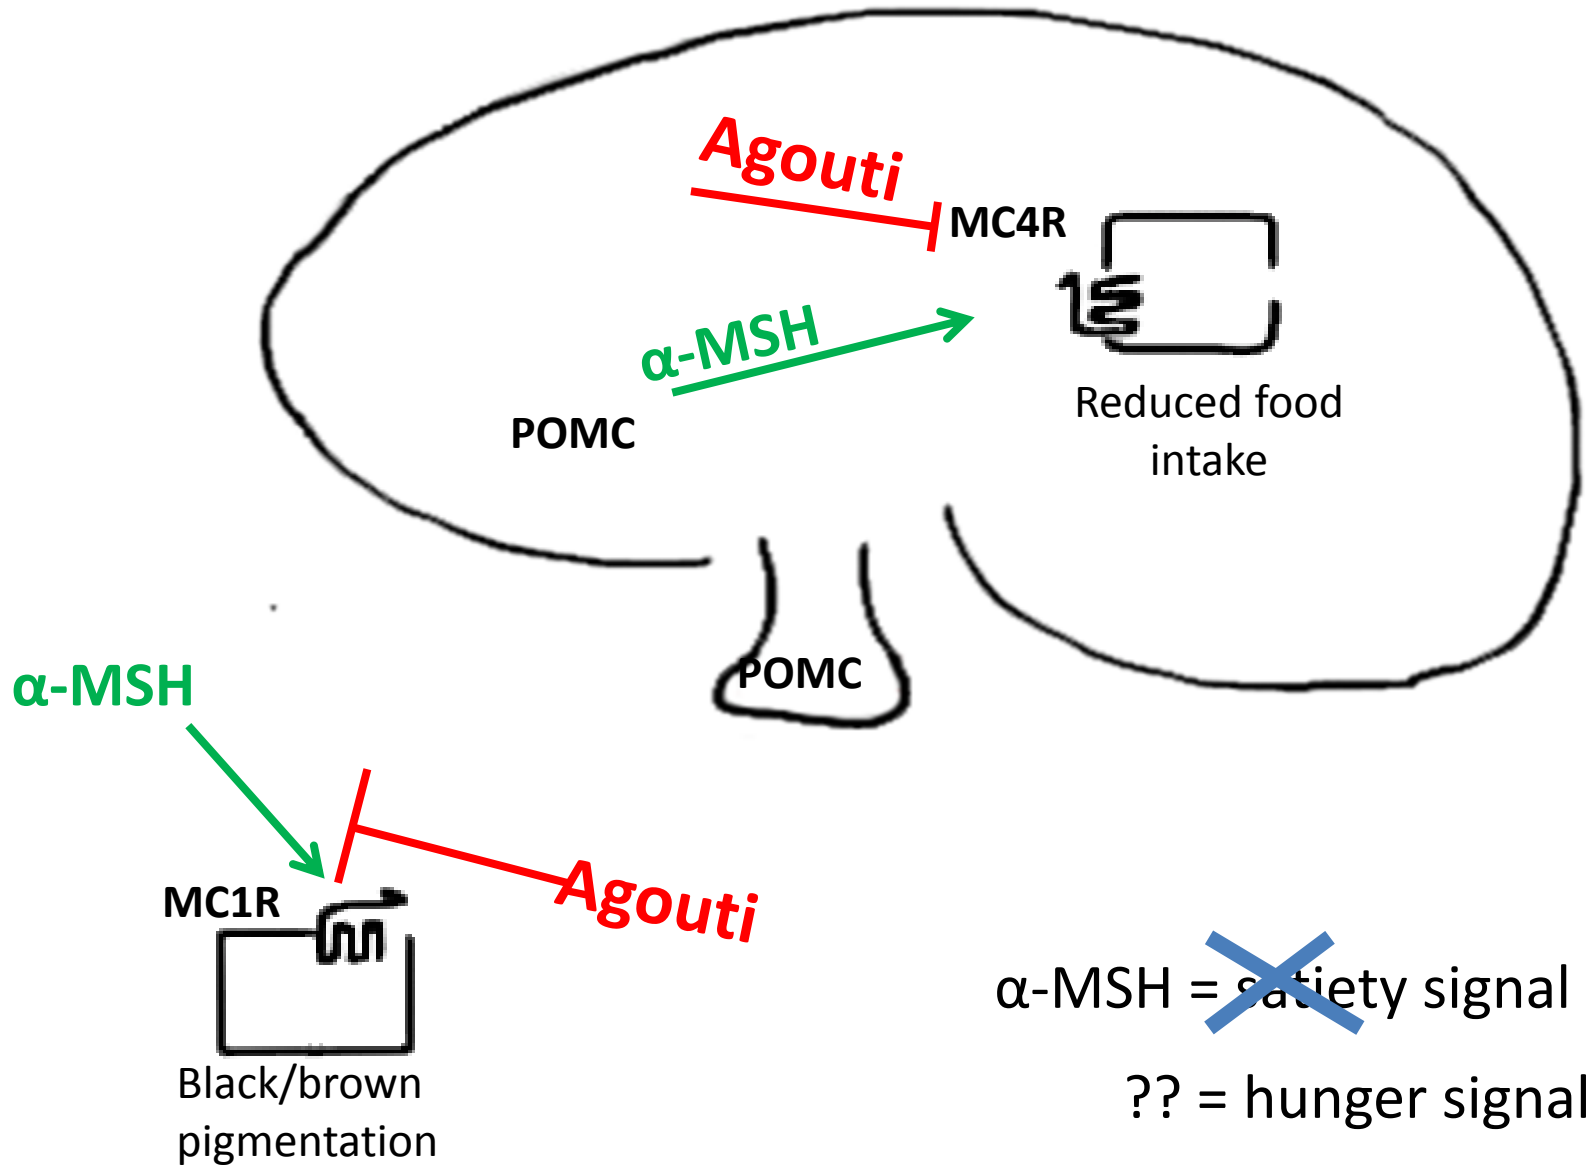 Agouti
MC4R
α-MSH
Reduced food
intake
POMC
POMC
α-MSH
MC1R
Agouti
Black/brown
pigmentation
α-MSH = satiety signal
?? = hunger signal